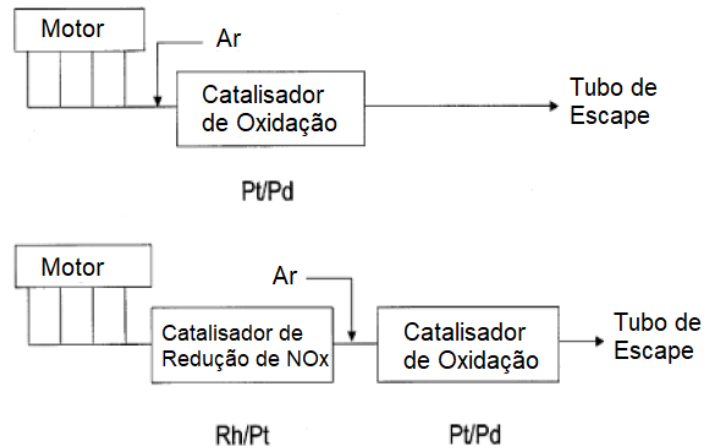 Motor
Ar
Catalisador
de Oxidação
Tubo de
Escape
Pt/Pd
Motor
Ar
Catalisador de
Redução de NOx
Catalisador
de Oxidação
Tubo de
Escape
Rh/Pt
Pt/Pd